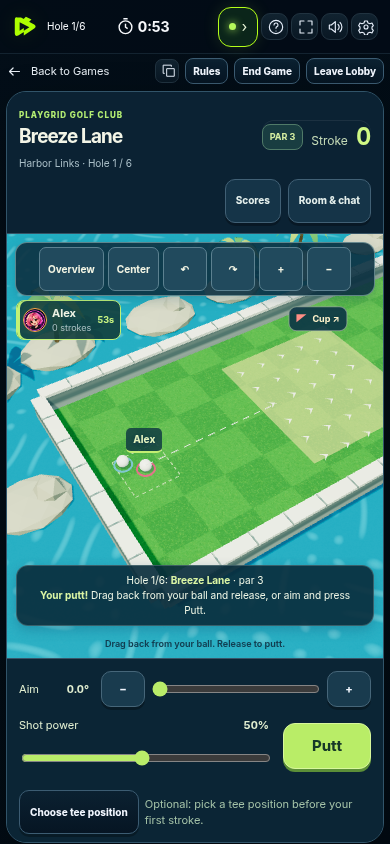 Hole 1/6
0:53
Back to Games
Rules
End Game
Leave Lobby
PLAYGRID GOLF CLUB
Breeze Lane
PAR 3
Stroke 0
Harbor Links · Hole 1 / 6
Scores
Room & chat
Overview
Center
↶
↷
+
−
Alex
53s
0 strokes
Cup ↗
Alex
Hole 1/6: Breeze Lane · par 3
Your putt! Drag back from your ball and release, or aim and press
Putt.
Drag back from your ball. Release to putt.
Aim
0.0°
−
+
Shot power
50%
Putt
Choose tee position
Optional: pick a tee position before your
first stroke.